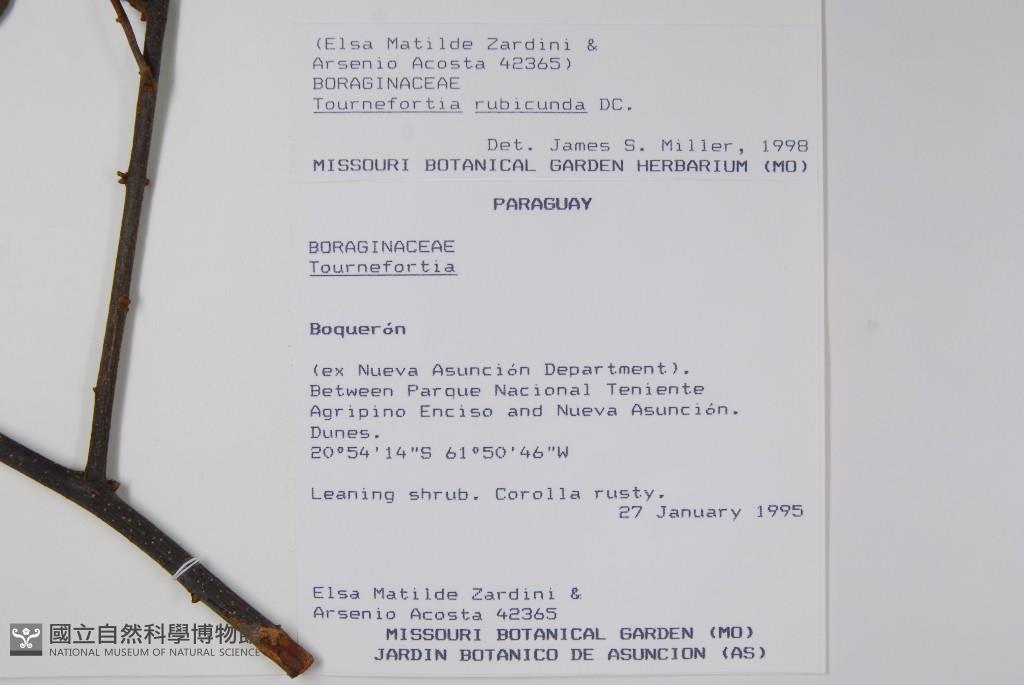 (Elsa Matilde Zardini &
Arsenio Acosta 42365)
BORAGINACEAE
Tournefortia rubicunda DC.
Det. James S. Miller, 1998
MISSOURI BOTANICAL GARDEN HERBARIUM (MO)
PARAGUAY
BORAGINACEAE
Tournefortia
Boquerón
(ex Nueva Asunción Department).
Between Parque Nacional Teniente
Agripino Enciso and Nueva Asunción.
Dunes.
20°54'14"S 61°50'46"W
Leaning shrub. Corolla rusty.
27 January 1995
Elsa Matilde Zardini &
Arsenio Acosta 42365
MISSOURI BOTANICAL GARDEN (MO)
JARDIN BOTANICO DE ASUNCION (AS)
國立自然科學博物館
NATIONAL MUSEUM OF NATURAL SCIENCE